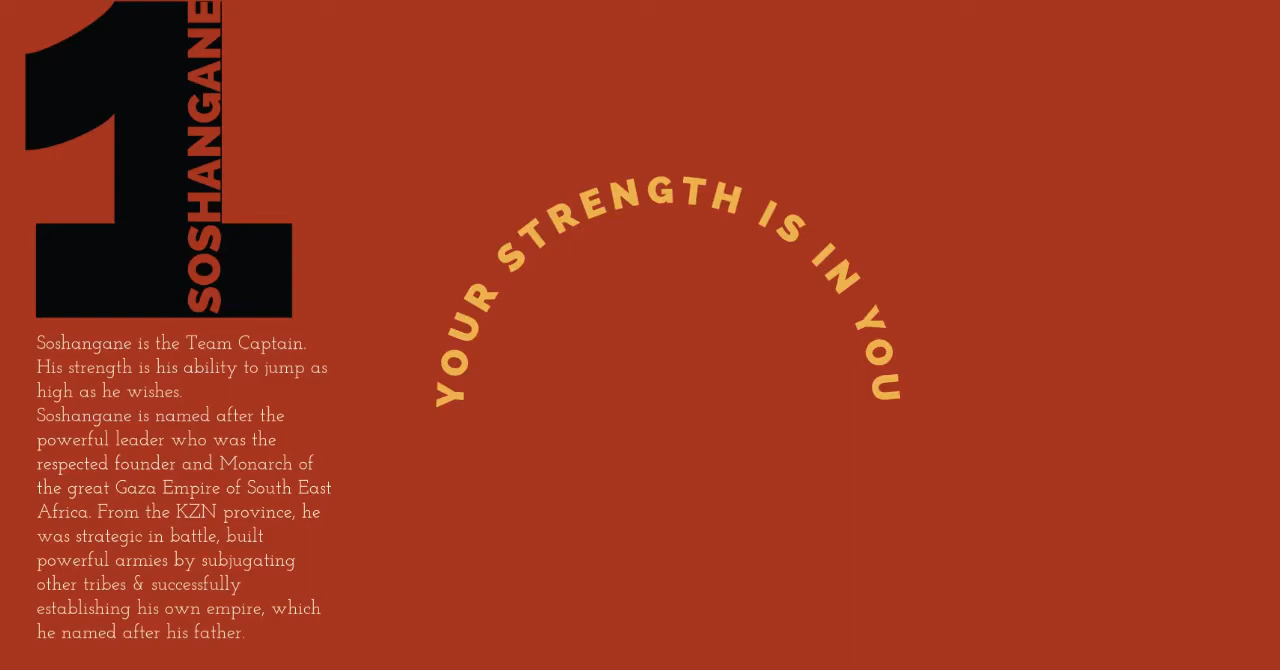 1
SOSHANGANE
Soshangane is the Team Captain.
His strength is his ability to jump as
high as he wishes.
Soshangane is named after the
powerful leader who was the
respected founder and Monarch of
the great Gaza Empire of South East
Africa. From the KZN province, he
was strategic in battle, built
powerful armies by subjugating
other tribes & successfully
establishing his own empire, which
he named after his father.
YOUR STRENGTH IS IN YOU